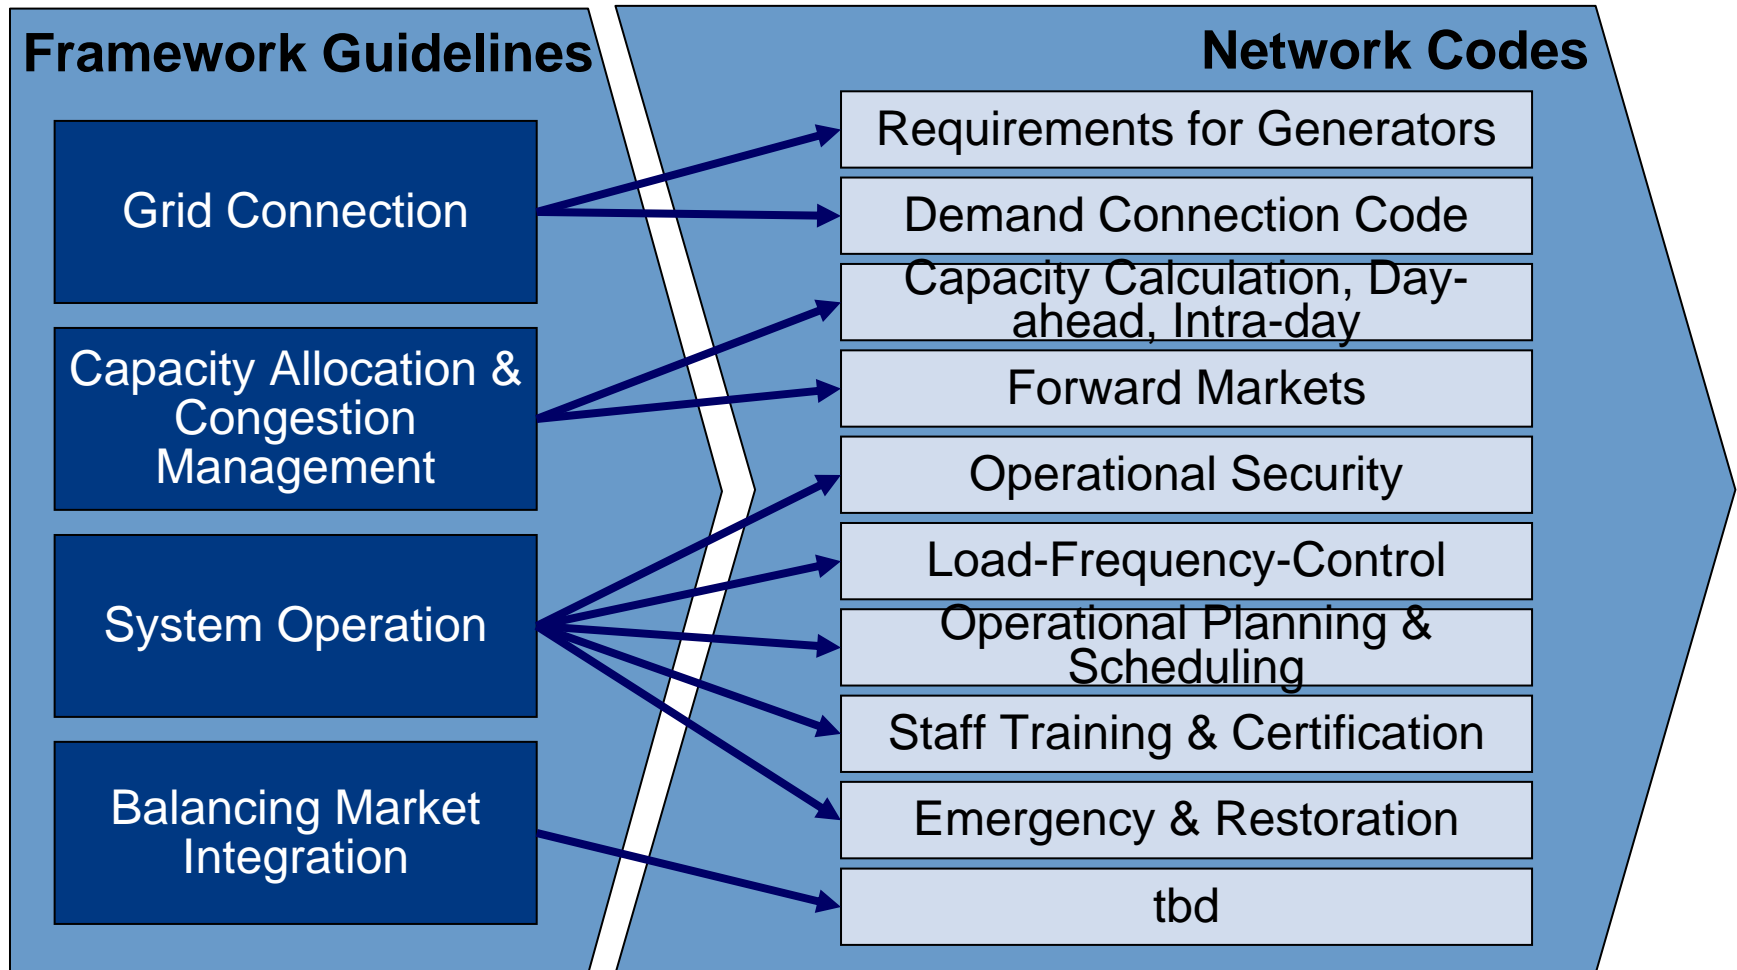 Framework Guidelines
Grid Connection
Capacity Allocation &
Congestion
Management
System Operation
Balancing Market
Integration
Network Codes
Requirements for Generators
Demand Connection Code
Capacity Calculation, Day-
ahead, Intra-day
Forward Markets
Operational Security
Load-Frequency-Control
Operational Planning &
Scheduling
Staff Training & Certification
Emergency & Restoration
tbd